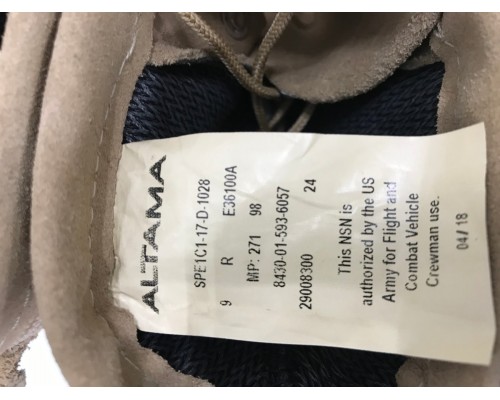 ALTAMA
SPE1C1-17-D-1028
9 R E36100A
MP: 271 98
8430-01-593-6057
29008300 24
This NSN is
authorized by the US
Army for Flight and
Combat Vehicle
Crewman use.
04/ 18